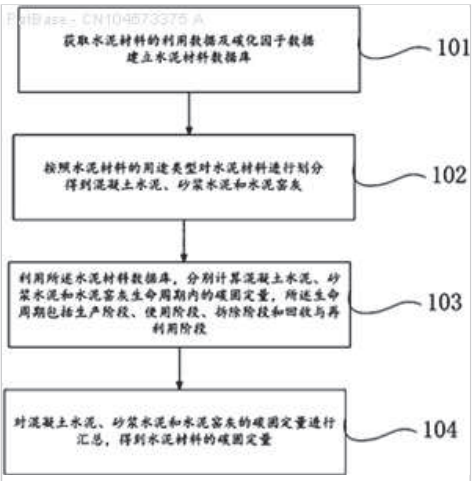 PatBase - CN104573375 A
获取水泥材料的利用数据及碳化因子数据
建立水泥材料数据库
101
按照水泥材料的用途类型对水泥材料进行划分
得到混凝土水泥、砂浆水泥和水泥窑灰
102
利用所述水泥材料数据库，分别计算混凝土水泥、砂
浆水泥和水泥窑灰生命周期内的碳固定量，所述生命
周期包括生产阶段、使用阶段、拆除阶段和回收与再
利用阶段
103
对混凝土水泥、砂浆水泥和水泥窑灰的碳固定量进行
汇总，得到水泥材料的碳固定量
104